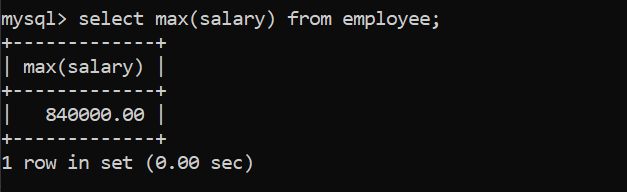 mysql> select max(salary) from employee;
+-------------+
| max(salary) |
+-------------+
|   840000.00 |
+-------------+
1 row in set (0.00 sec)